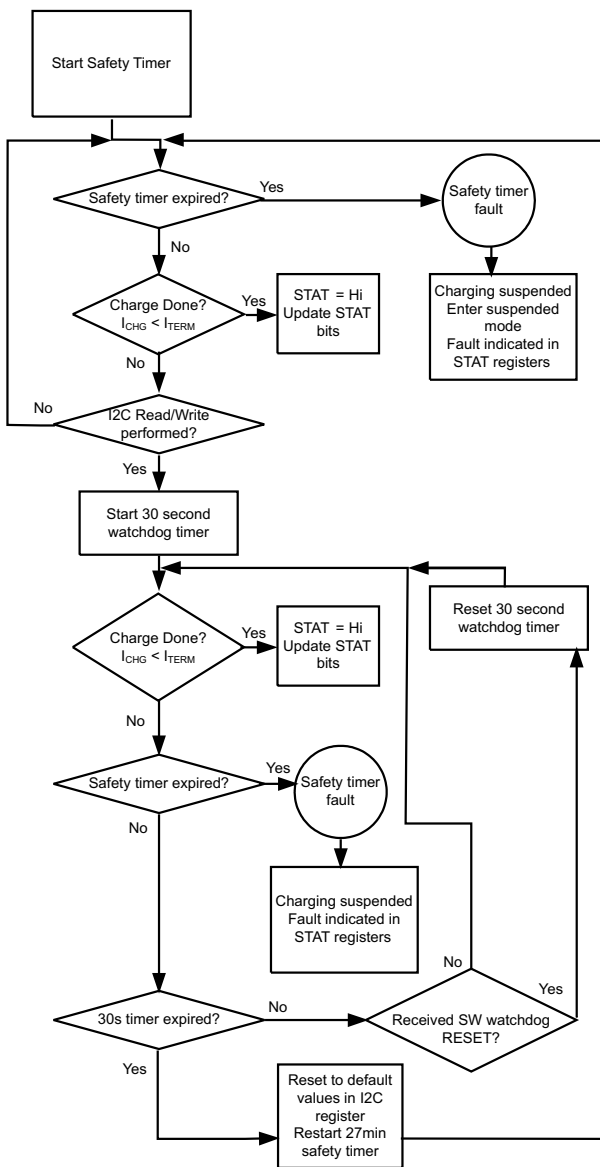 Start Safety Timer
Safety timer expired?
Yes
Safety timer
fault
No
Charge Done?
ICHG < ITERM
Yes
STAT = Hi
Update STAT
bits
Charging suspended
Enter suspended
mode
Fault indicated in
STAT registers
No
No
I2C Read/Write
performed?
Yes
Start 30 second
watchdog timer
Reset 30 second
watchdog timer
Charge Done?
ICHG < ITERM
Yes
STAT = Hi
Update STAT
bits
No
Safety timer expired?
Yes
Safety timer
fault
No
Charging suspended
Fault indicated in
STAT registers
No
Yes
30s timer expired?
No
Received SW watchdog
RESET?
Yes
Reset to default
values in I2C
register
Restart 27min
safety timer